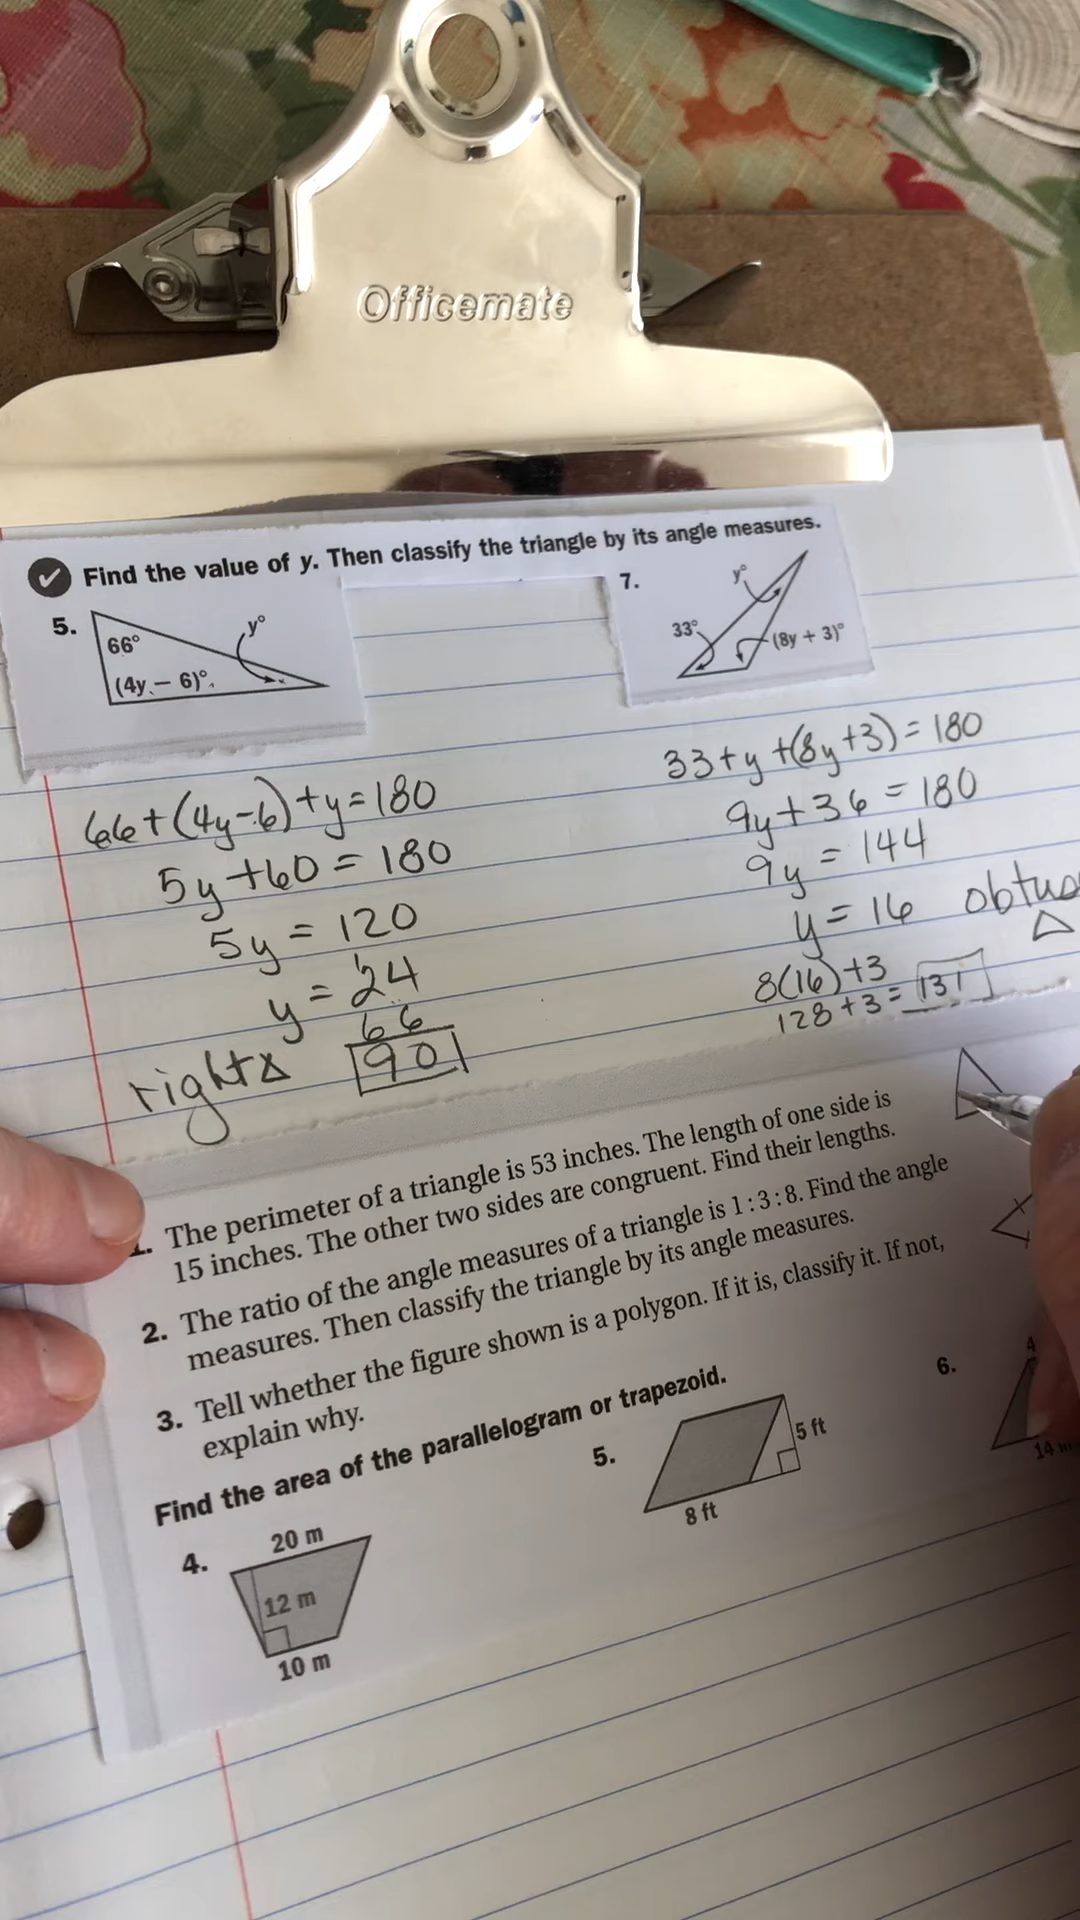 Officemate
Find the value of y. Then classify the triangle by its angle measures.
5.
66°
(4y - 6)°
y°
7.
y°
33°
(8y + 3)°
66+(4y-6)+y=180
5y+60=180
5y=120
y=24
66
90
right△
33+y+(8y+3)=180
9y+36=180
9y=144
y=16
8(16)+3
128+3=131
△
The perimeter of a triangle is 53 inches. The length of one side is
15 inches. The other two sides are congruent. Find their lengths.
2. The ratio of the angle measures of a triangle is 1:3:8. Find the angle
measures. Then classify the triangle by its angle measures.
3. Tell whether the figure shown is a polygon. If it is, classify it. If not,
explain why.
Find the area of the parallelogram or trapezoid.
4.
20 m
12 m
10 m
5.
5 ft
8 ft
6.
4
14